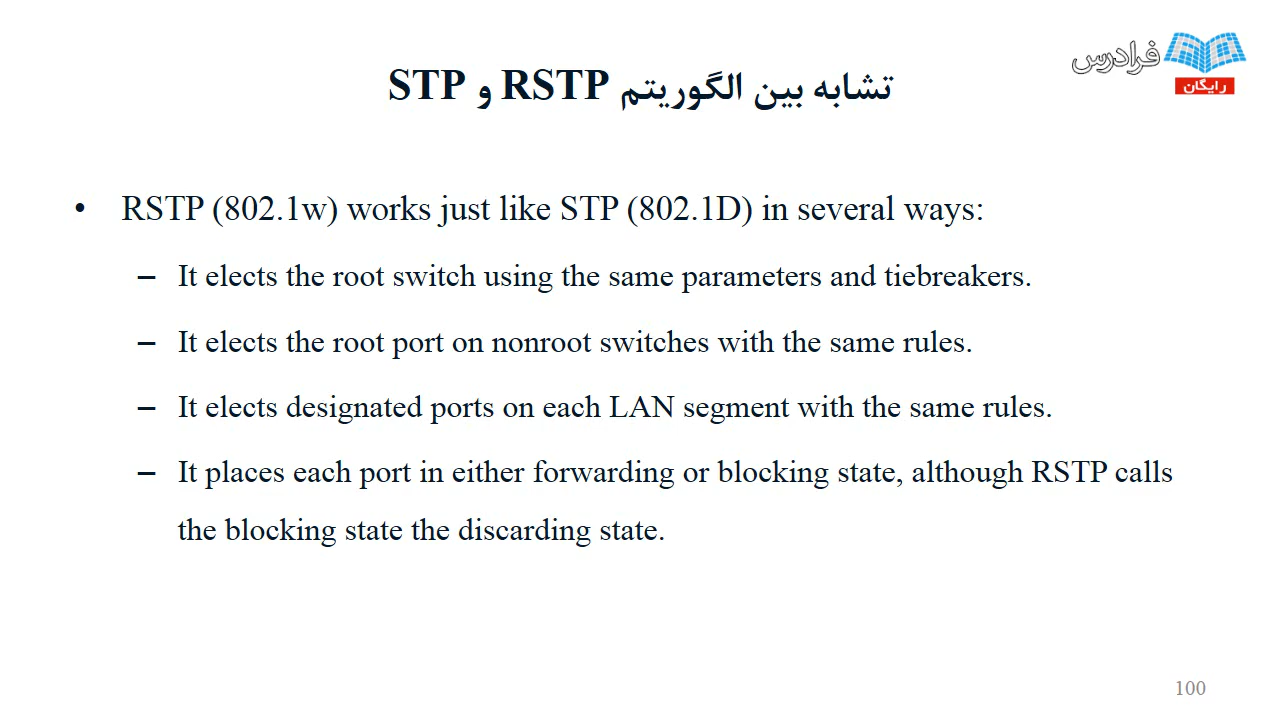 فرادرس
رایگان
تشابه بین الگوریتم RSTP و STP
• RSTP (802.1w) works just like STP (802.1D) in several ways:
– It elects the root switch using the same parameters and tiebreakers.
– It elects the root port on nonroot switches with the same rules.
– It elects designated ports on each LAN segment with the same rules.
– It places each port in either forwarding or blocking state, although RSTP calls
the blocking state the discarding state.
100